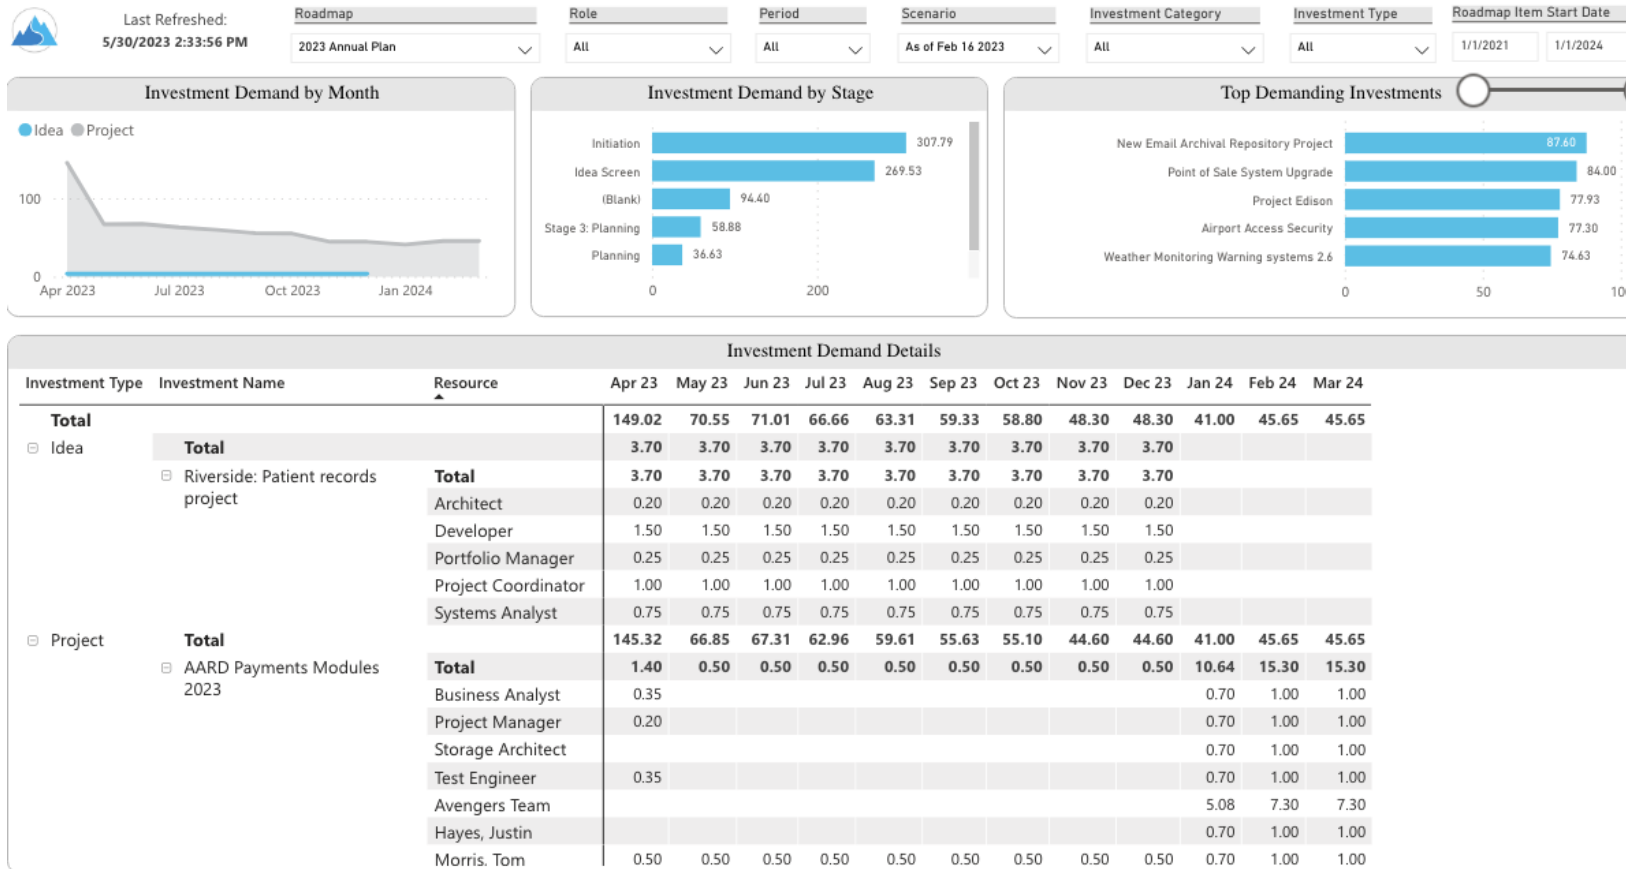 Last Refreshed:
5/30/2023 2:33:56 PM
Roadmap
2023 Annual Plan
Role
All
Period
All
Scenario
As of Feb 16 2023
Investment Category
All
Investment Type
All
Roadmap Item Start Date
1/1/2021 1/1/2024
Investment Demand by Month
Idea Project
100
0
Apr 2023 Jul 2023 Oct 2023 Jan 2024
Investment Demand by Stage
Initiation 307.79
Idea Screen 269.53
(Blank) 94.40
Stage 3: Planning 58.88
Planning 36.63
0 200
Top Demanding Investments
New Email Archival Repository Project 87.60
Point of Sale System Upgrade 84.00
Project Edison 77.93
Airport Access Security 77.30
Weather Monitoring Warning systems 2.6 74.63
0 50
Investment Demand Details
Investment Type Investment Name Resource Apr 23 May 23 Jun 23 Jul 23 Aug 23 Sep 23 Oct 23 Nov 23 Dec 23 Jan 24 Feb 24 Mar 24
Total 149.02 70.55 71.01 66.66 63.31 59.33 58.80 48.30 48.30 41.00 45.65 45.65
Idea Total 3.70 3.70 3.70 3.70 3.70 3.70 3.70 3.70 3.70
Riverside: Patient records Total 3.70 3.70 3.70 3.70 3.70 3.70 3.70 3.70 3.70
project
Architect 0.20 0.20 0.20 0.20 0.20 0.20 0.20 0.20 0.20
Developer 1.50 1.50 1.50 1.50 1.50 1.50 1.50 1.50 1.50
Portfolio Manager 0.25 0.25 0.25 0.25 0.25 0.25 0.25 0.25 0.25
Project Coordinator 1.00 1.00 1.00 1.00 1.00 1.00 1.00 1.00 1.00
Systems Analyst 0.75 0.75 0.75 0.75 0.75 0.75 0.75 0.75 0.75
Project Total 145.32 66.85 67.31 62.96 59.61 55.63 55.10 44.60 44.60 41.00 45.65 45.65
AARD Payments Modules Total 1.40 0.50 0.50 0.50 0.50 0.50 0.50 0.50 0.50 10.64 15.30 15.30
2023
Business Analyst 0.35 0.70 1.00 1.00
Project Manager 0.20 0.70 1.00 1.00
Storage Architect 0.70 1.00 1.00
Test Engineer 0.35 0.70 1.00 1.00
Avengers Team 5.08 7.30 7.30
Hayes, Justin 0.70 1.00 1.00
Morris, Tom 0.50 0.50 0.50 0.50 0.50 0.50 0.50 0.50 0.50 0.70 1.00 1.00